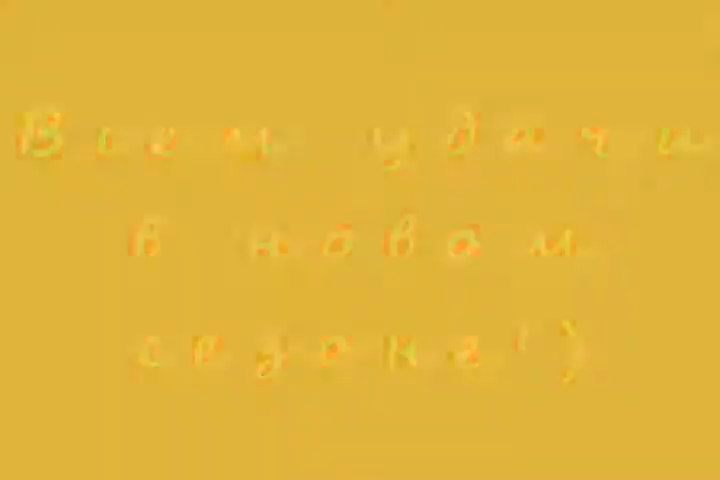 Всем удачи
в новом
сезоне!)